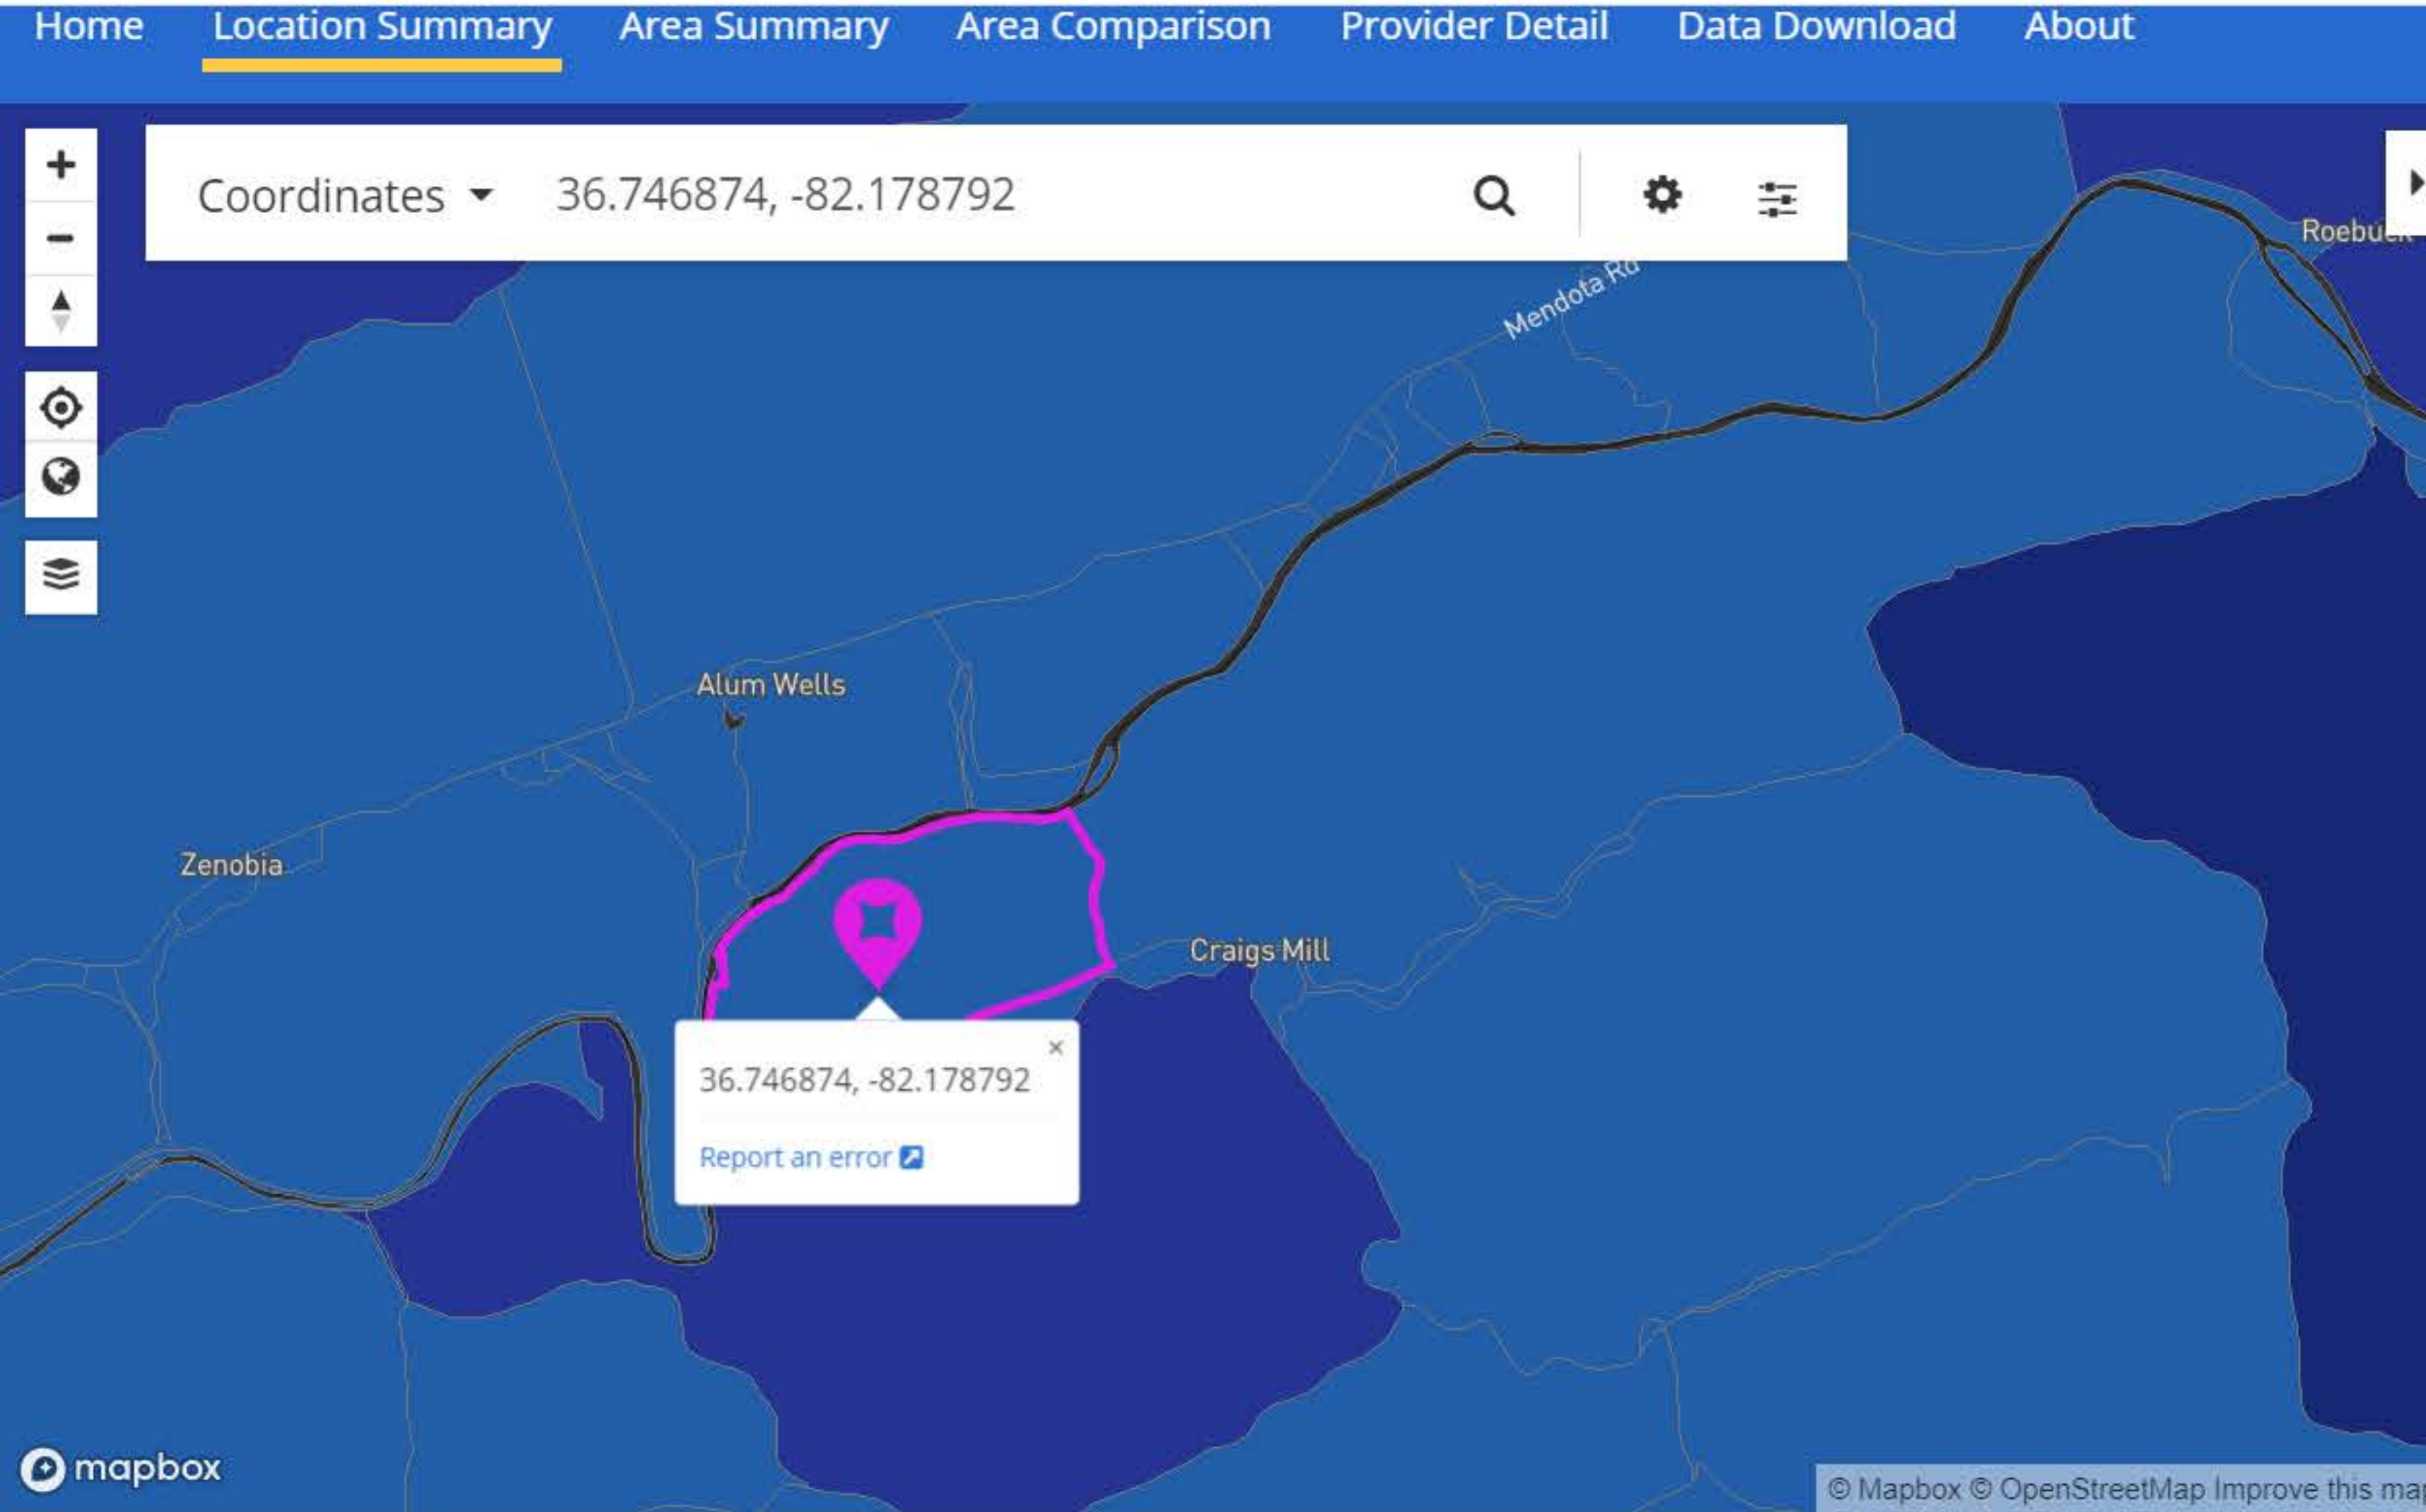 Home Location Summary Area Summary Area Comparison Provider Detail Data Download About
Coordinates 36.746874, -82.178792
Mendota Rd
Alum Wells
Zenobia
Craigs Mill
36.746874, -82.178792
Report an error
mapbox
© Mapbox © OpenStreetMap Improve this